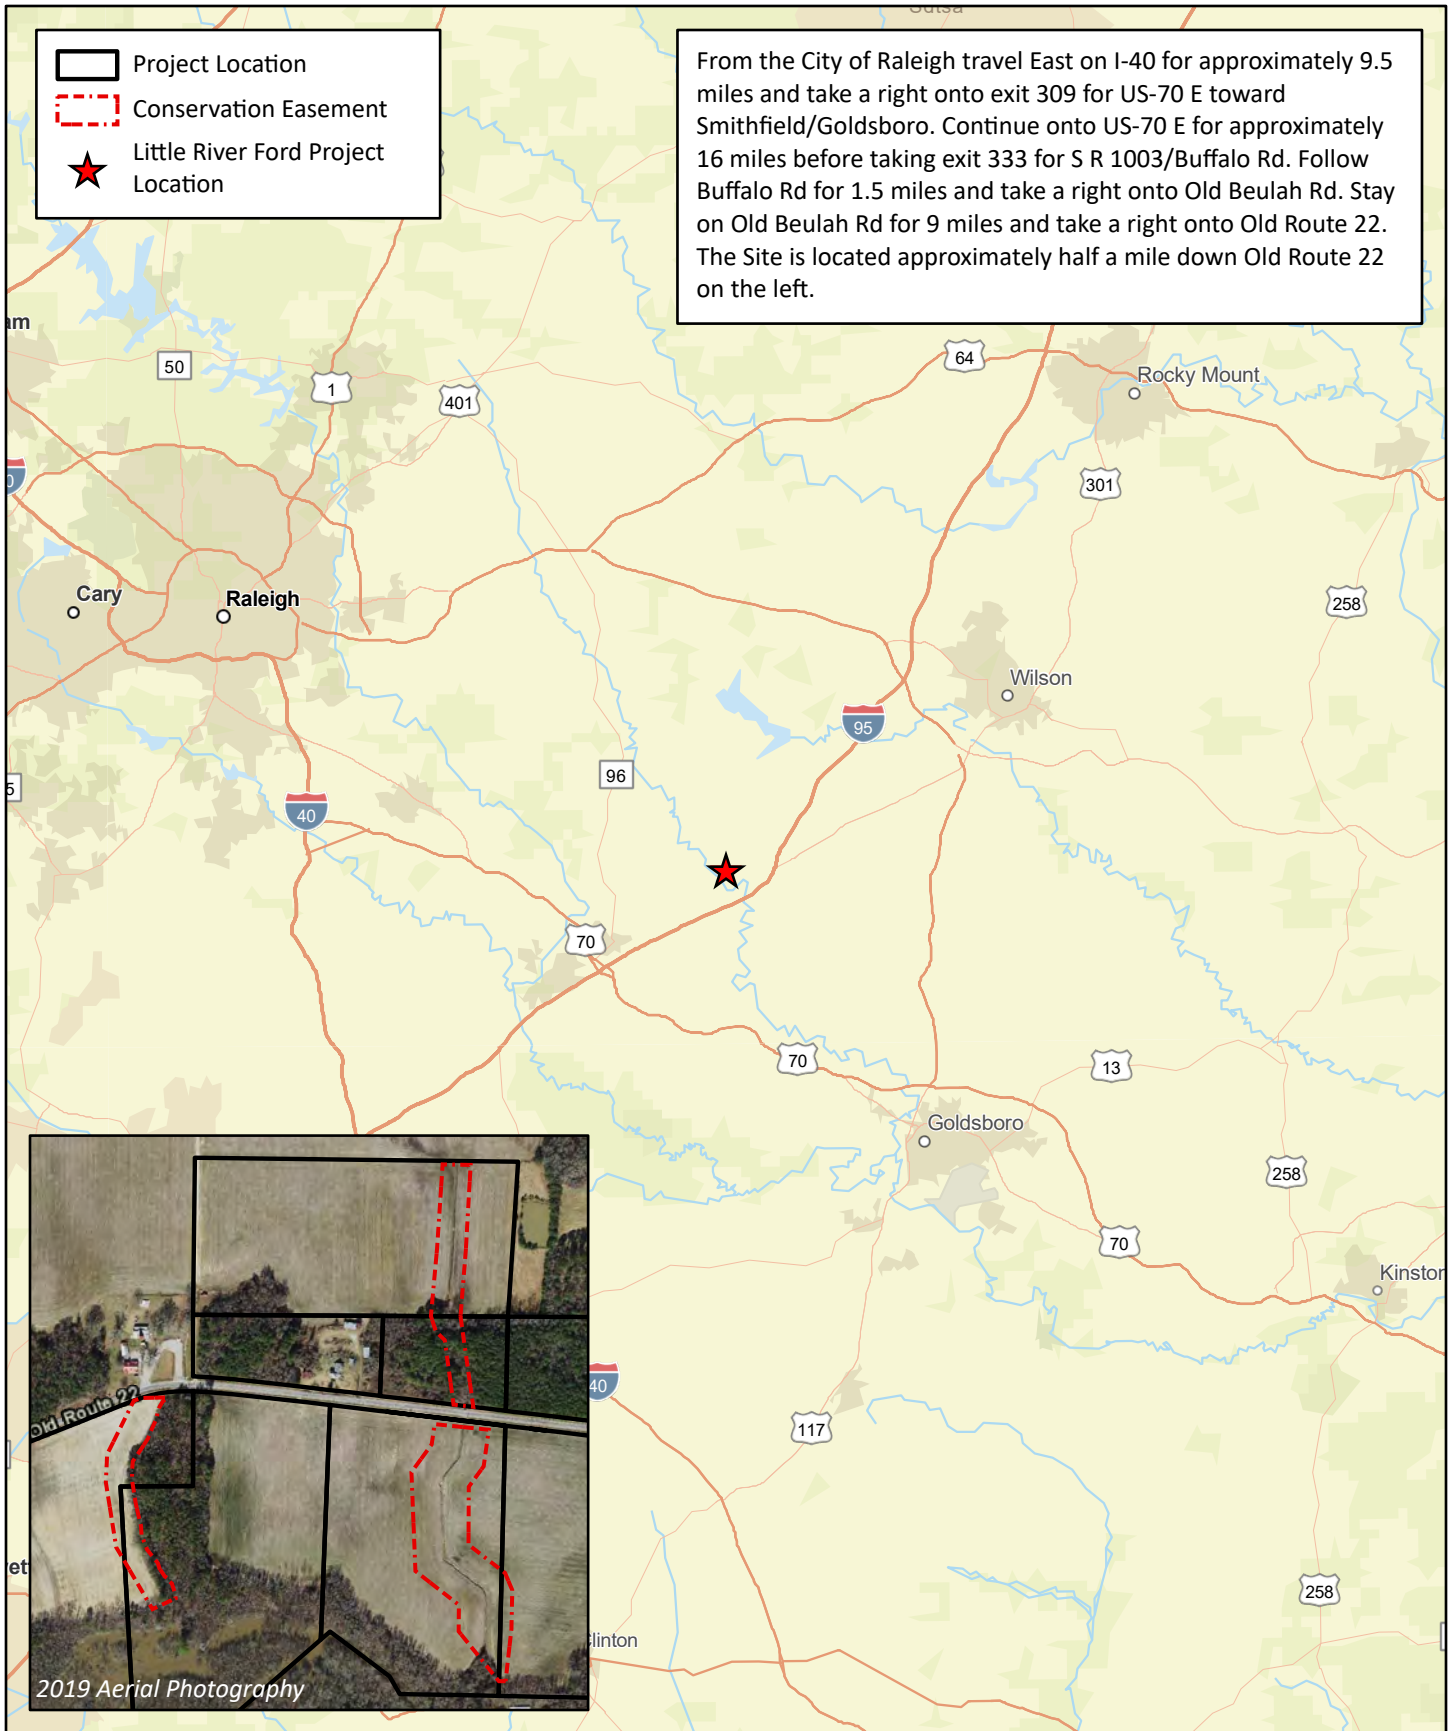 Project Location
Conservation Easement
Little River Ford Project
Location
From the City of Raleigh travel East on I-40 for approximately 9.5
miles and take a right onto exit 309 for US-70 E toward
Smithfield/Goldsboro. Continue onto US-70 E for approximately
16 miles before taking exit 333 for S R 1003/Buffalo Rd. Follow
Buffalo Rd for 1.5 miles and take a right onto Old Beulah Rd. Stay
on Old Beulah Rd for 9 miles and take a right onto Old Route 22.
The Site is located approximately half a mile down Old Route 22
on the left.
am
50
1
401
64
Rocky Mount
0
301
Cary
Raleigh
258
Wilson
95
5
96
40
70
70
13
Goldsboro
258
70
Kinston
40
117
Old Route 22
258
Clinton
2019 Aerial Photography